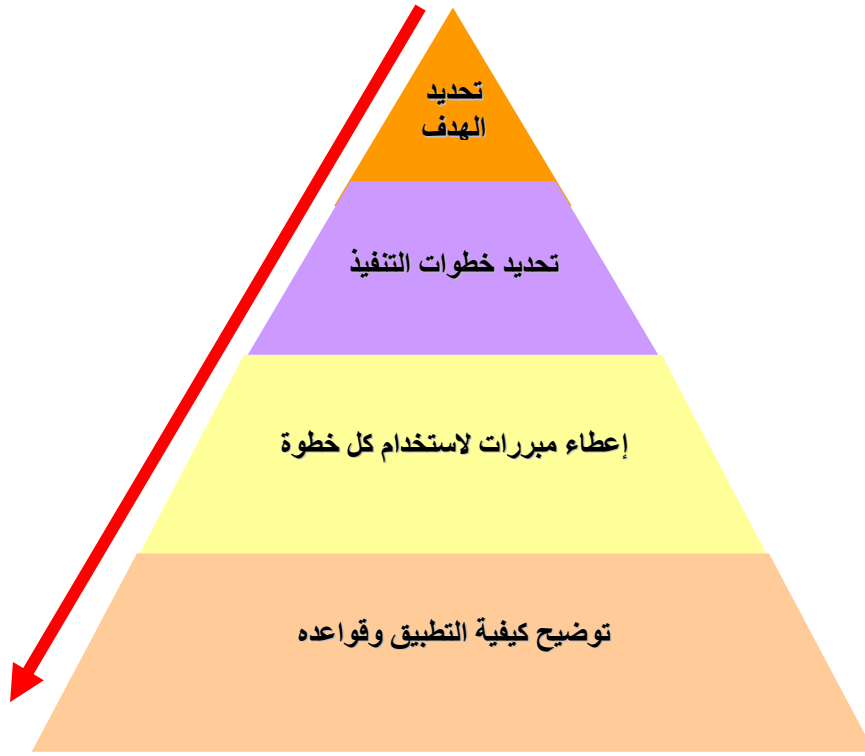 تحديد
الهدف
تحديد خطوات التنفيذ
إعطاء مبررات لاستخدام كل خطوة
توضيح كيفية التطبيق وقواعده